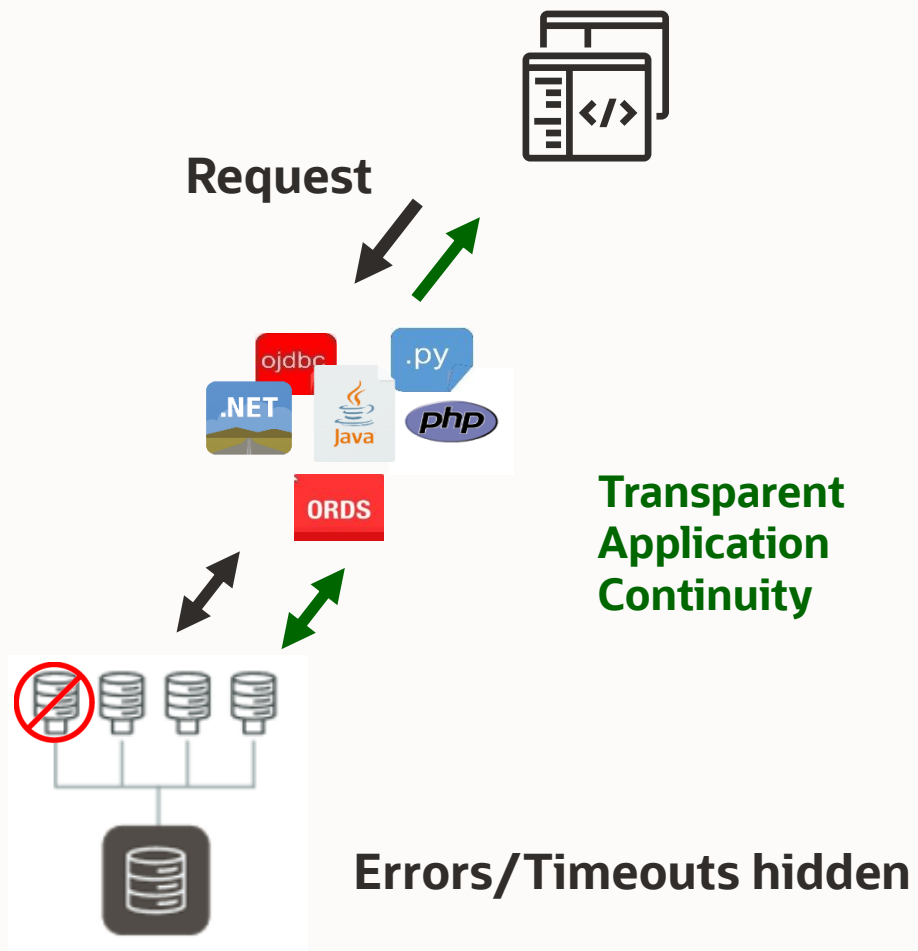 </>
Request
ojdbc
.py
.NET
Java
php
ORDS
Transparent
Application
Continuity
Errors/Timeouts hidden